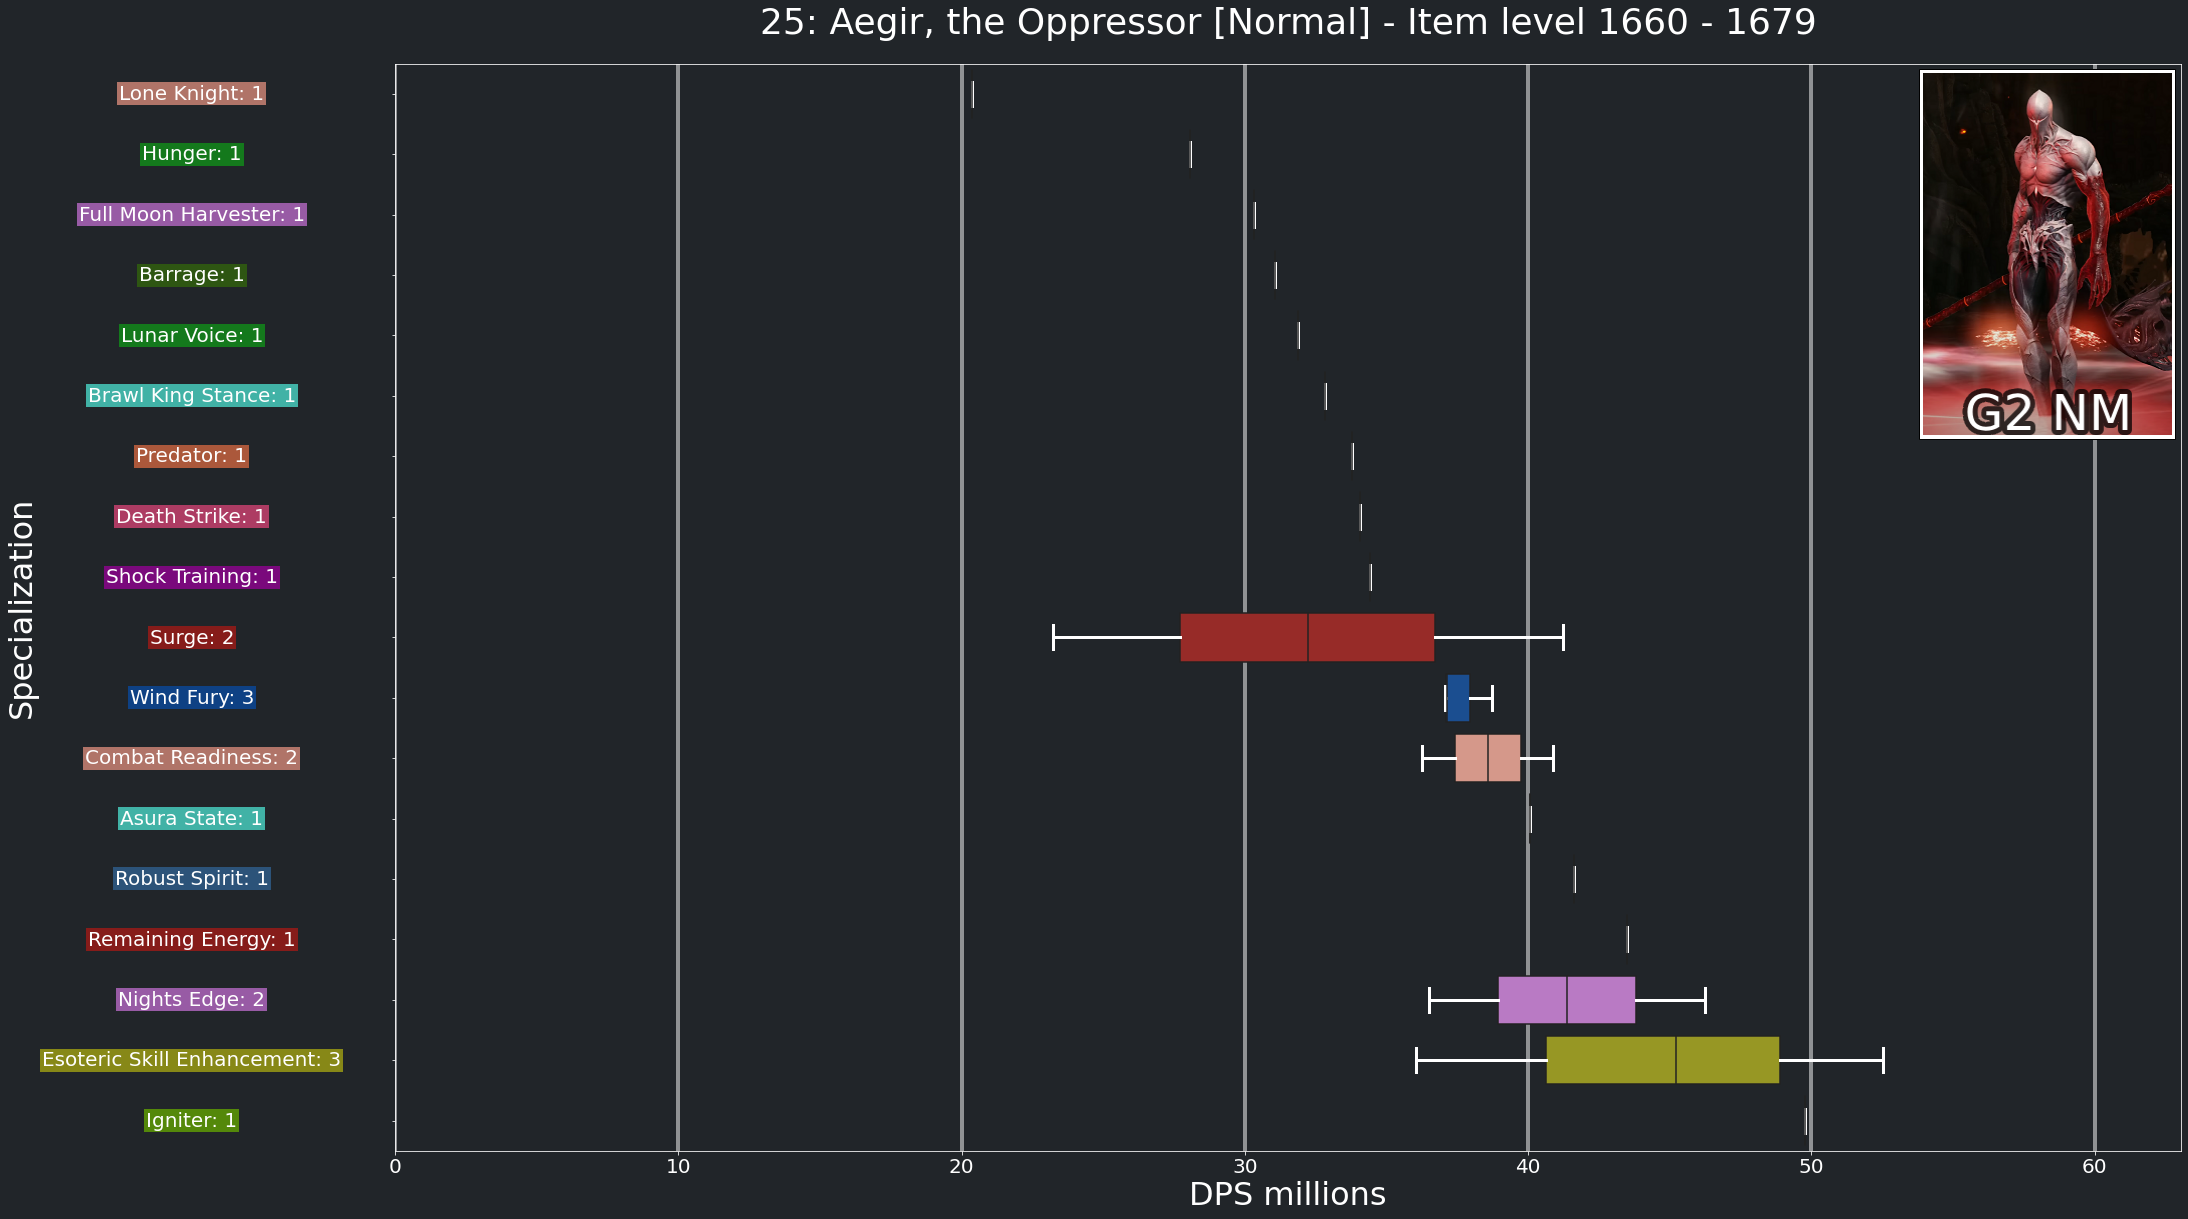 25: Aegir, the Oppressor [Normal] - Item level 1660 - 1679
Lone Knight: 1
Hunger: 1
Full Moon Harvester: 1
Barrage: 1
Lunar Voice: 1
Brawl King Stance: 1
Predator: 1
Death Strike: 1
Shock Training: 1
Surge: 2
Wind Fury: 3
Combat Readiness: 2
Asura State: 1
Robust Spirit: 1
Remaining Energy: 1
Nights Edge: 2
Esoteric Skill Enhancement: 3
Igniter: 1
Specialization
G2 NM
0 10 20 30 40 50 60
DPS millions